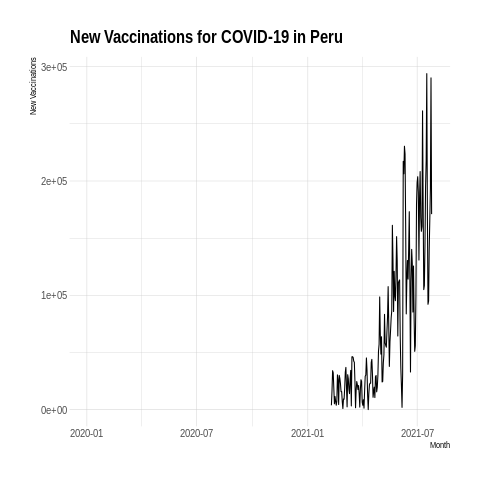 New Vaccinations for COVID-19 in Peru
New Vaccinations
3e+05
2e+05
1e+05
0e+00
2020-01
2020-07
2021-01
2021-07
Month